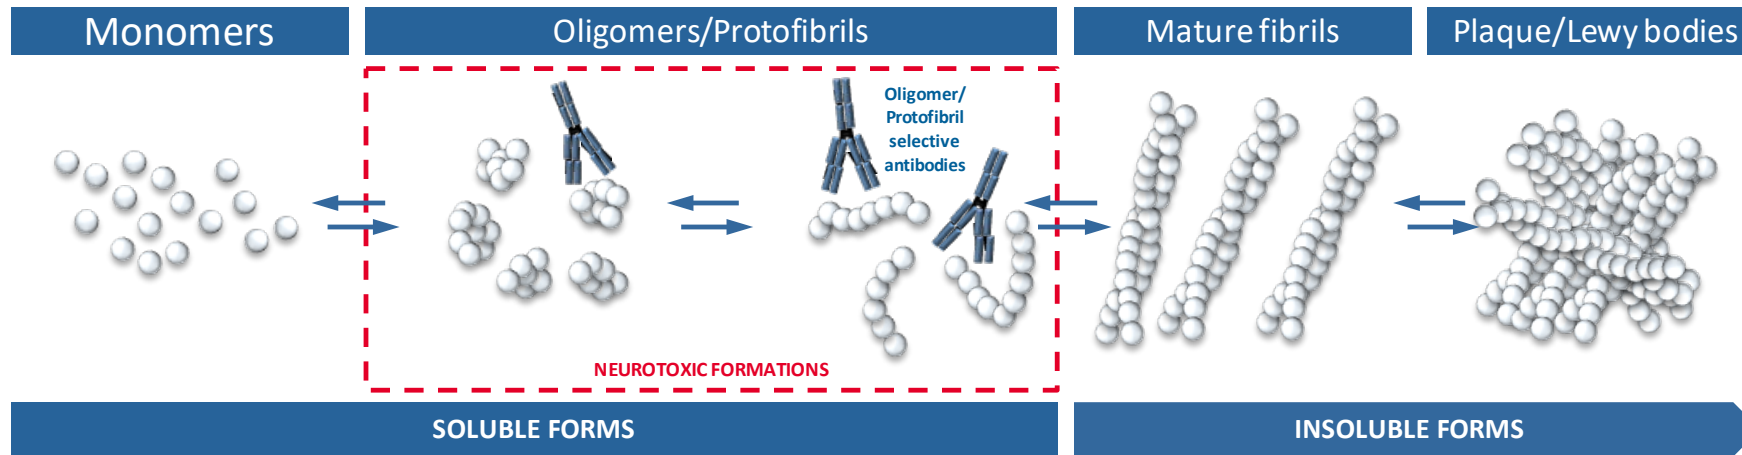 Monomers
Oligomers/Protofibrils
Mature fibrils
Plaque/Lewy bodies
Oligomer/
Protofibril
selective
antibodies
NEUROTOXIC FORMATIONS
SOLUBLE FORMS
INSOLUBLE FORMS